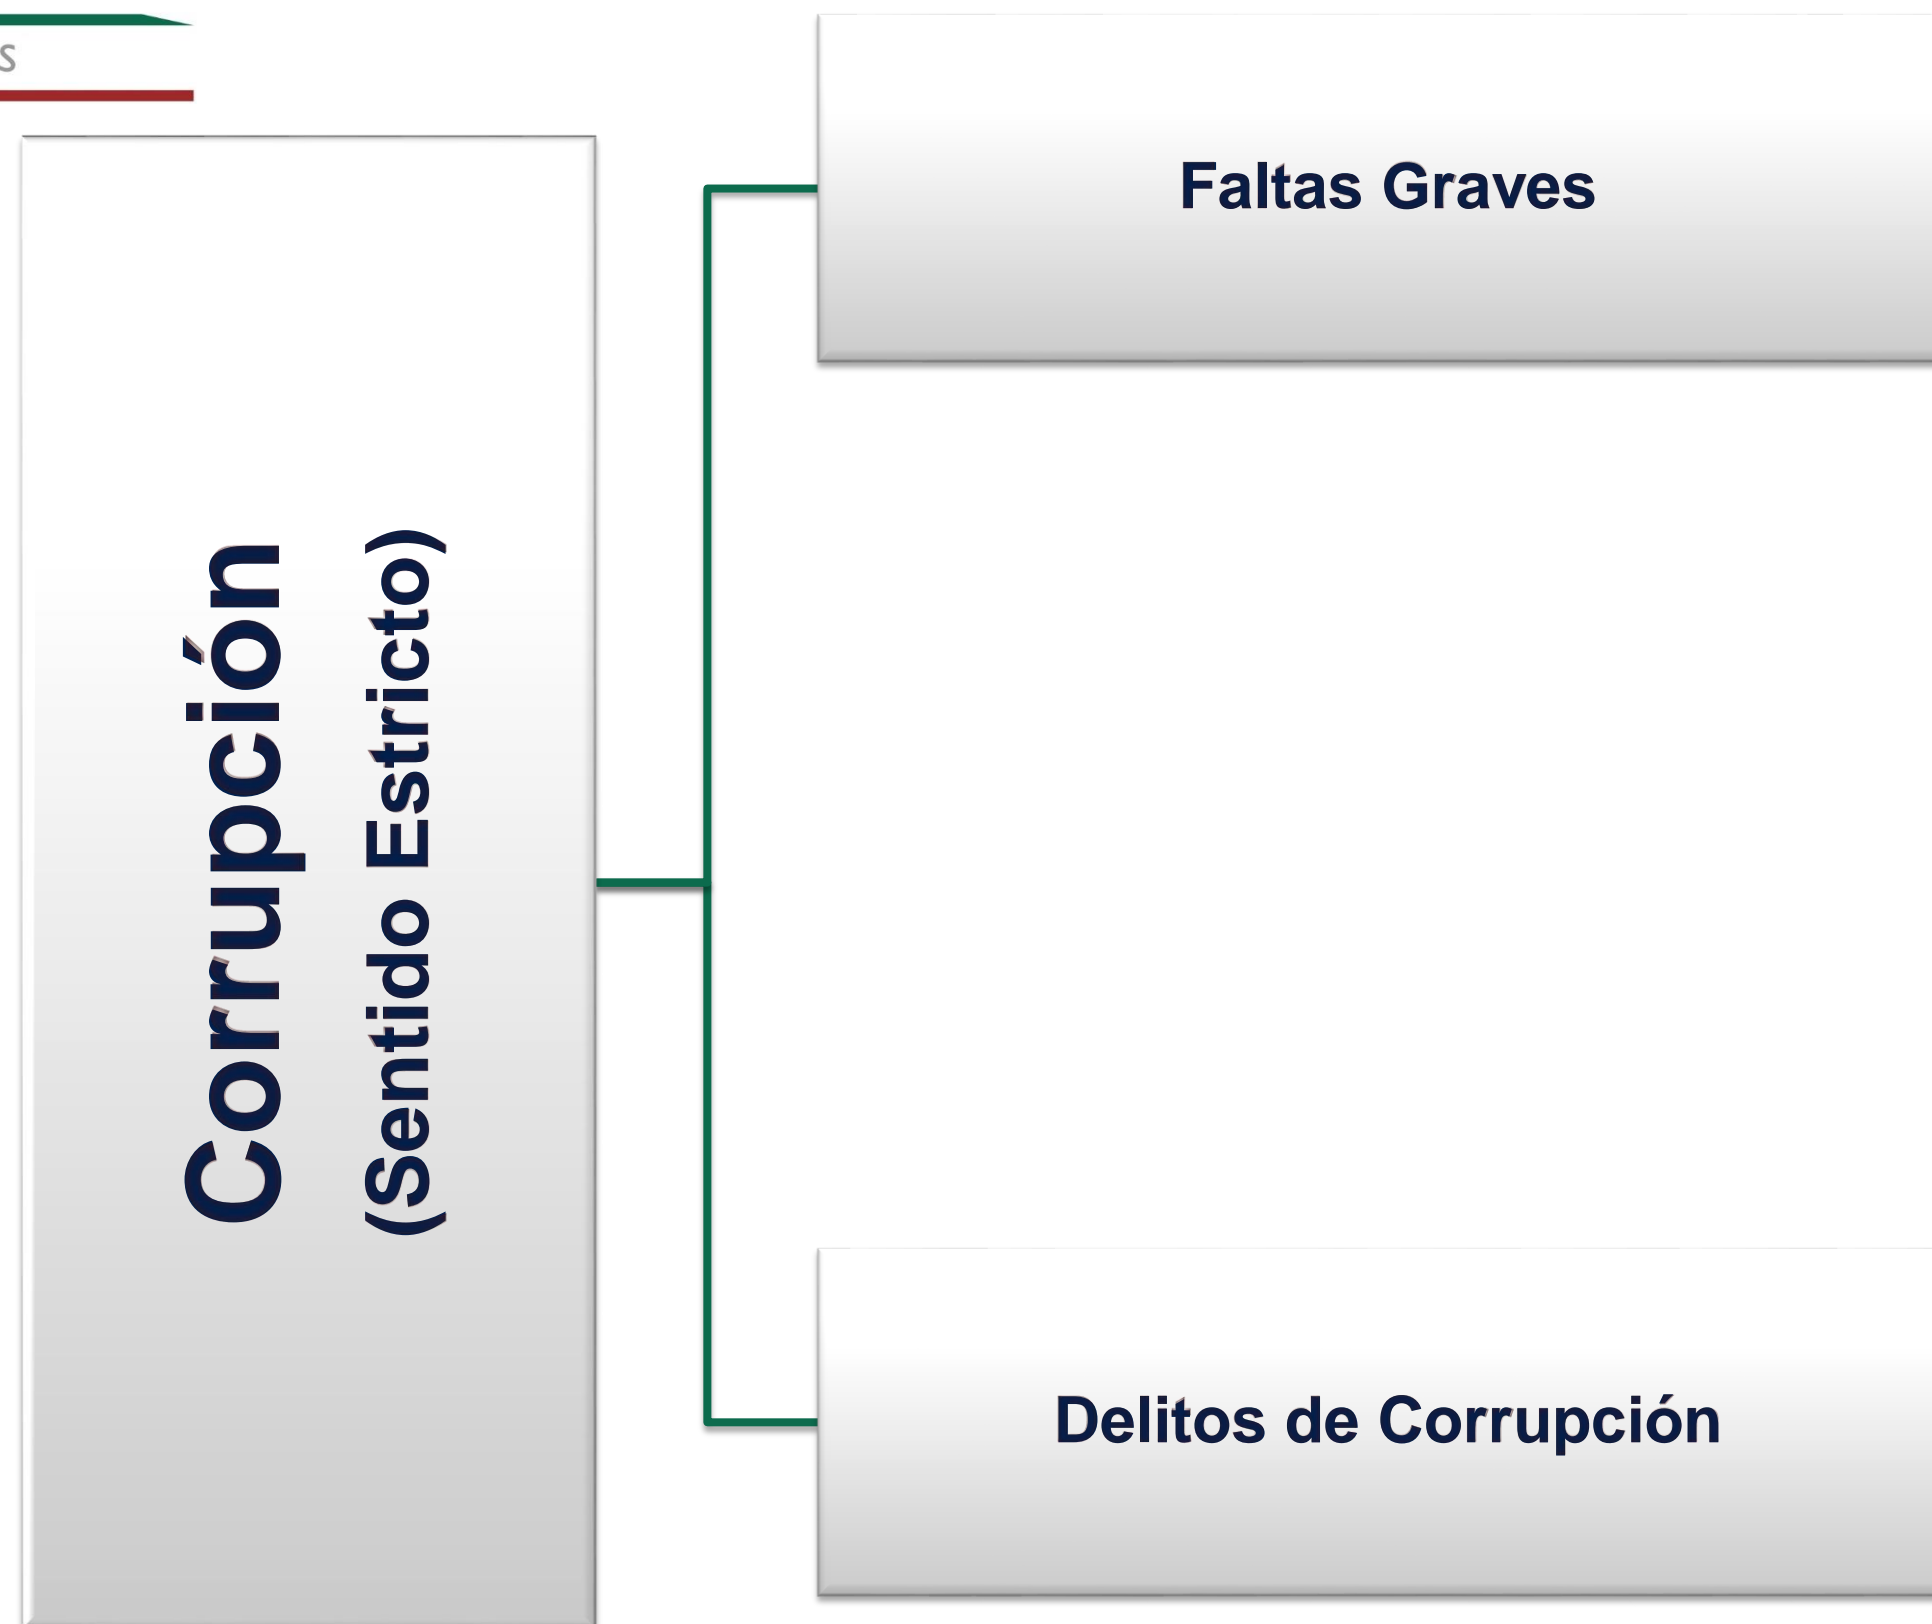 s
Corrupción
(Sentido Estricto)
Faltas Graves
Delitos de Corrupción